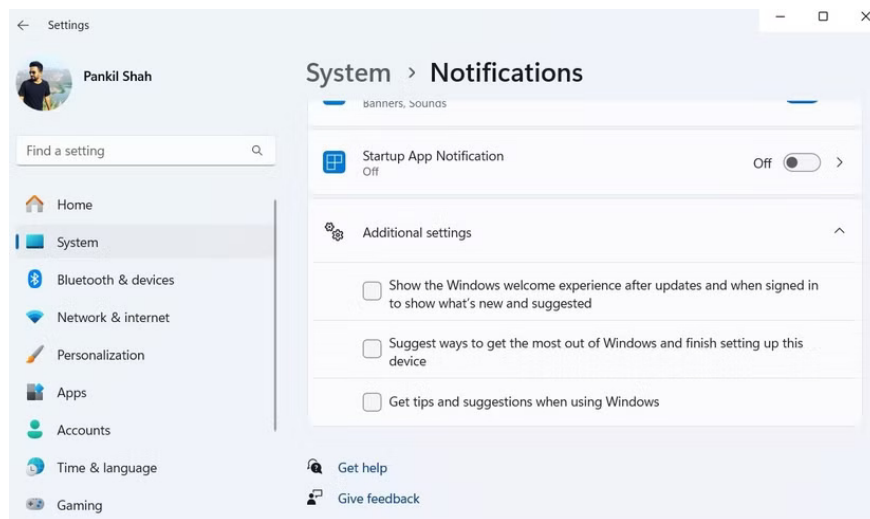 Settings
Pankil Shah
Find a setting
Home
System
Bluetooth & devices
Network & internet
Personalization
Apps
Accounts
Time & language
Gaming
System > Notifications
Banners, Sounds
Startup App Notification
Off
Off
Additional settings
Show the Windows welcome experience after updates and when signed in
to show what's new and suggested
Suggest ways to get the most out of Windows and finish setting up this
device
Get tips and suggestions when using Windows
Get help
Give feedback